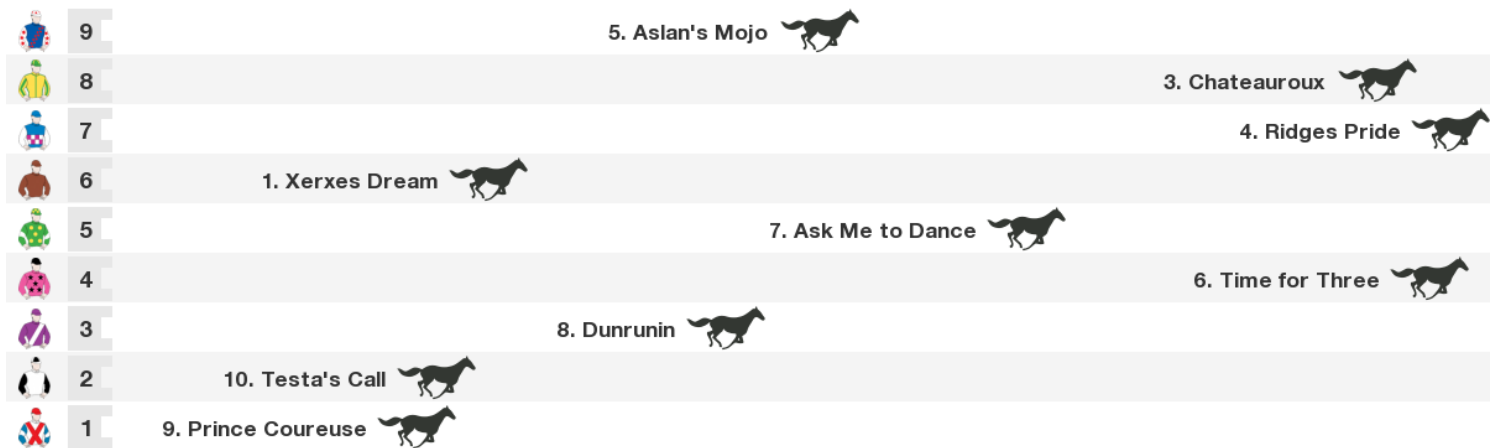 9 5. Aslan's Mojo
8 3. Chateauroux
7 4. Ridges Pride
6 1. Xerxes Dream
5 7. Ask Me to Dance
4 6. Time for Three
3 8. Dunrunin
2 10. Testa's Call
1 9. Prince Coureuse